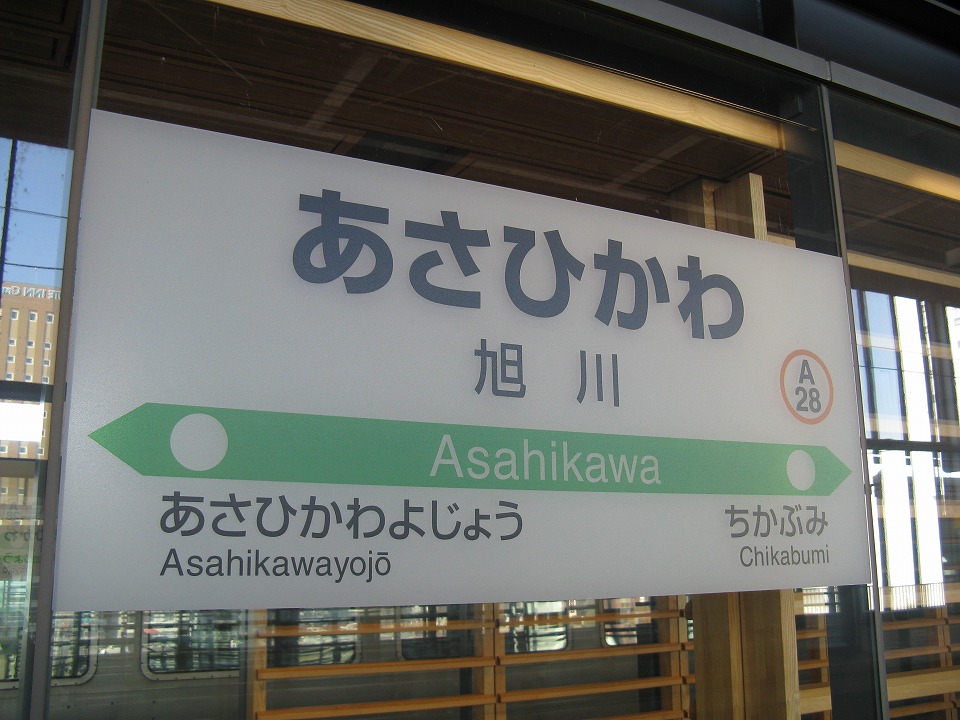 あさひかわ
旭川
A
28
Asahikawa
あさひかわよじょう
Asahikawayojō
ちかぶみ
Chikabumi